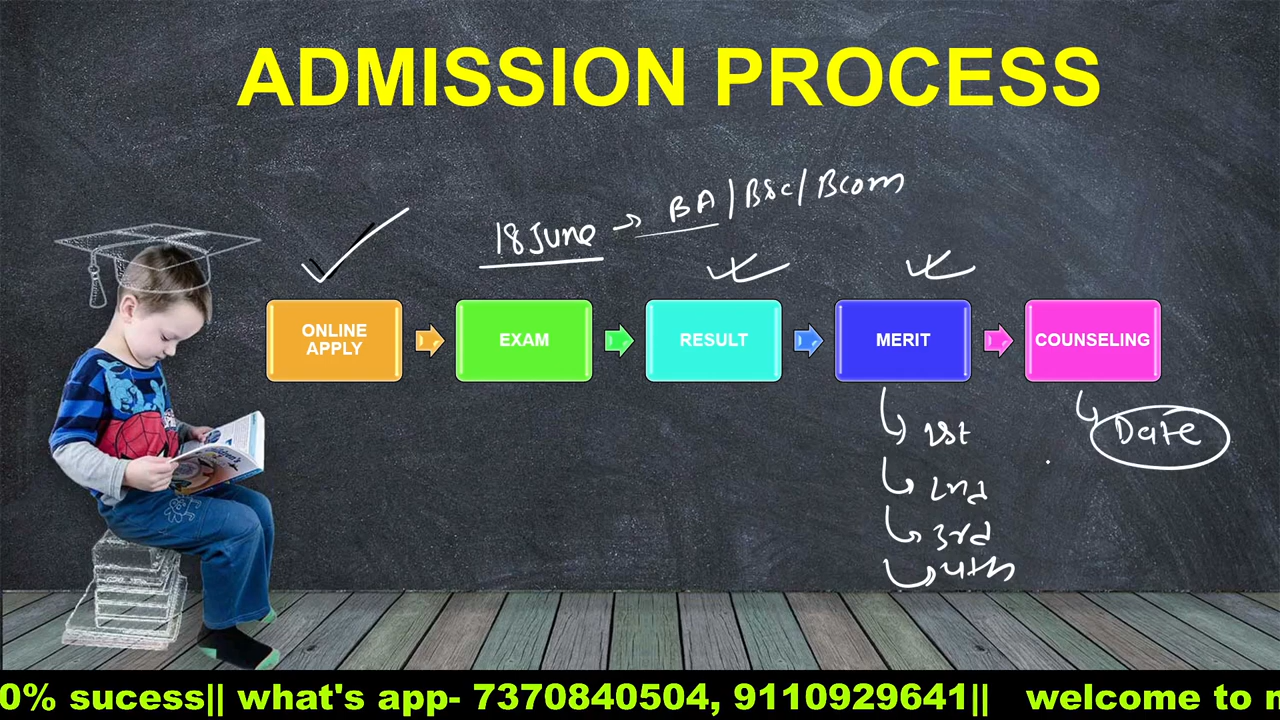 ADMISSION PROCESS
18 June → BA/BSc/Bcom
ONLINE
APPLY
EXAM
RESULT
MERIT
COUNSELING
1st
2nd
3rd
4th
Date
0% sucess|| what's app- 7370840504, 9110929641|| welcome to